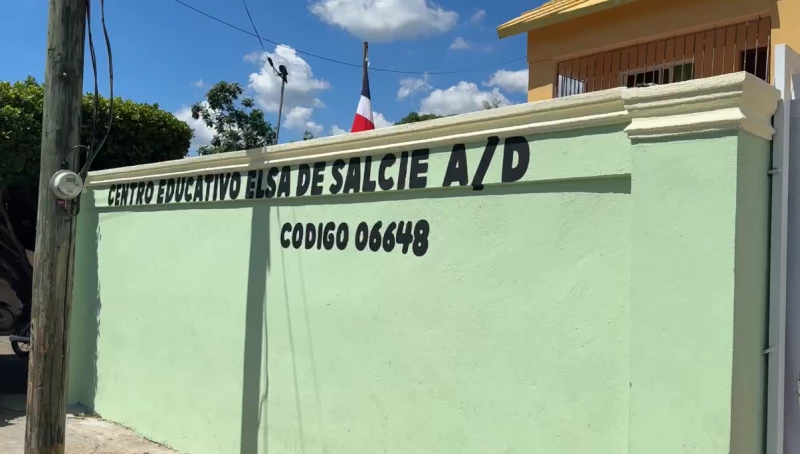 CENTRO EDUCATIVO ELSA DE SALCIE A/D
CODIGO 06648